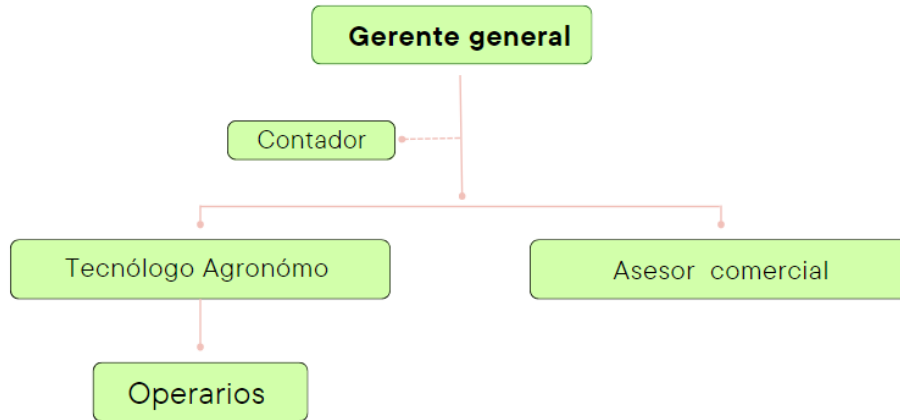 Gerente general
Contador
Tecnólogo Agronómo
Asesor comercial
Operarios